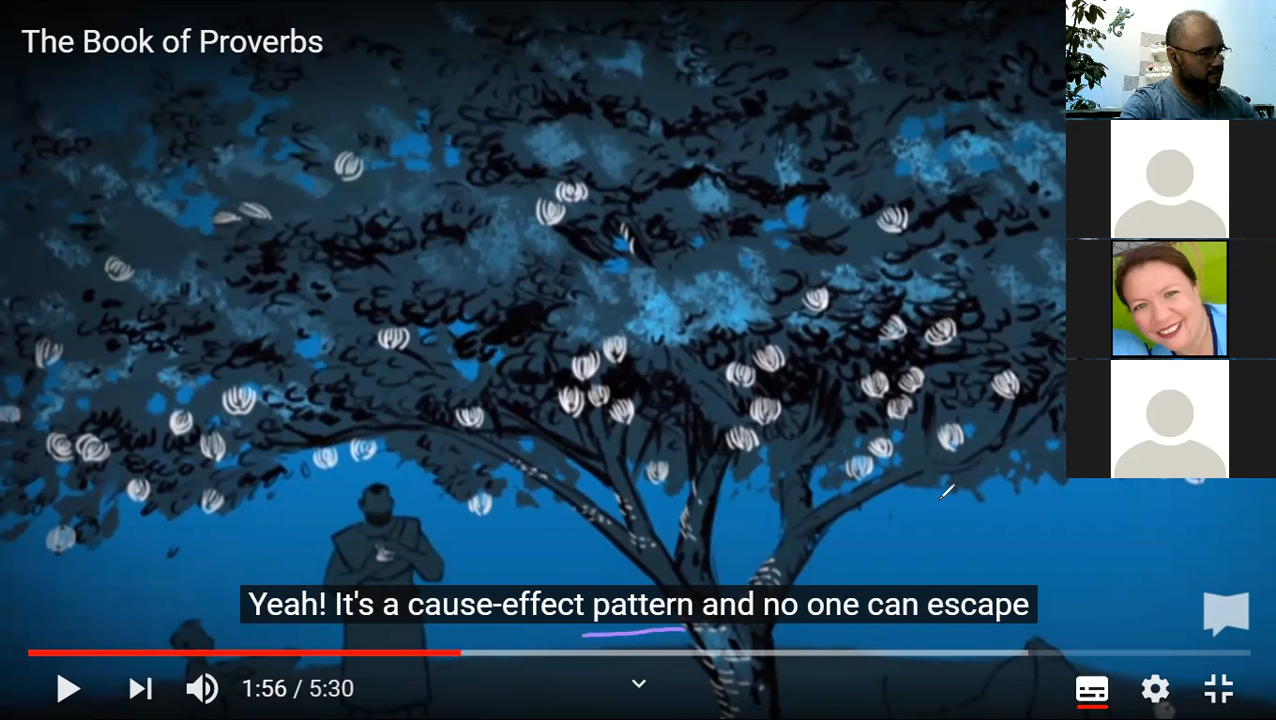 The Book of Proverbs
Yeah! It's a cause-effect pattern and no one can escape
1:56 / 5:30